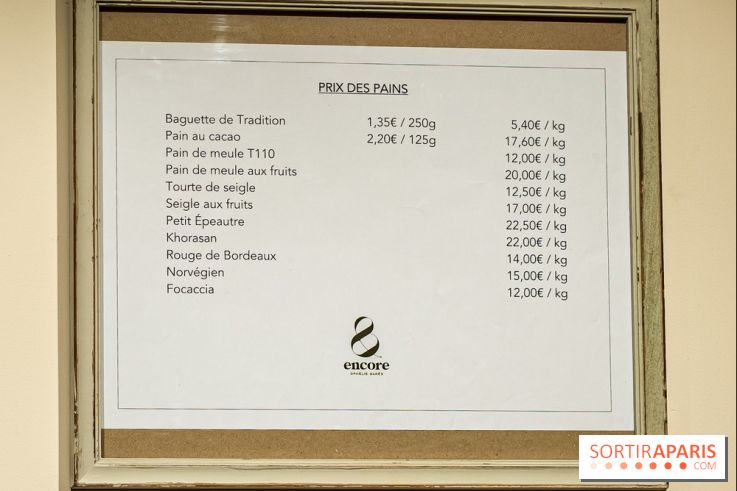 PRIX DES PAINS
Baguette de Tradition 1,35€ / 250g 5,40€ / kg
Pain au cacao 2,20€ / 125g 17,60€ / kg
Pain de meule T110 12,00€ / kg
Pain de meule aux fruits 20,00€ / kg
Tourte de seigle 12,50€ / kg
Seigle aux fruits 17,00€ / kg
Petit Épeautre 22,50€ / kg
Khorasan 22,00€ / kg
Rouge de Bordeaux 14,00€ / kg
Norvégien 15,00€ / kg
Focaccia 12,00€ / kg
encore
OPHÉLIE BARÈS
SORTIRAPARIS
.COM